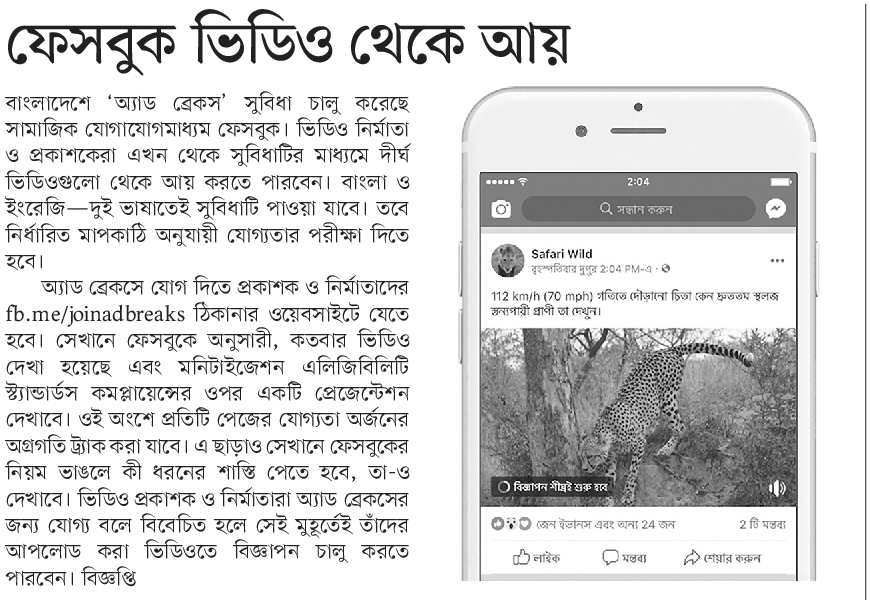 ফেসবুক ভিডিও থেকে আয়
বাংলাদেশে ‘অ্যাড ব্রেকস’ সুবিধা চালু করেছে
সামাজিক যোগাযোগমাধ্যম ফেসবুক। ভিডিও নির্মাতা
ও প্রকাশকেরা এখন থেকে সুবিধাটির মাধ্যমে দীর্ঘ
ভিডিওগুলো থেকে আয় করতে পারবেন। বাংলা ও
ইংরেজি—দুই ভাষাতেই সুবিধাটি পাওয়া যাবে। তবে
নির্ধারিত মাপকাঠি অনুযায়ী যোগ্যতার পরীক্ষা দিতে
হবে।
অ্যাড ব্রেকসে যোগ দিতে প্রকাশক ও নির্মাতাদের
fb.me/joinadbreaks ঠিকানার ওয়েবসাইটে যেতে
হবে। সেখানে ফেসবুকে অনুসারী, কতবার ভিডিও
দেখা হয়েছে এবং মনিটাইজেশন এলিজিবিলিটি
স্ট্যান্ডার্ডস কমপ্লায়েন্সের ওপর একটি প্রেজেন্টেশন
দেখাবে। ওই অংশে প্রতিটি পেজের যোগ্যতা অর্জনের
অগ্রগতি ট্র্যাক করা যাবে। এ ছাড়াও সেখানে ফেসবুকের
নিয়ম ভাঙলে কী ধরনের শাস্তি পেতে হবে, তা-ও
দেখাবে। ভিডিও প্রকাশক ও নির্মাতারা অ্যাড ব্রেকসের
জন্য যোগ্য বলে বিবেচিত হলে সেই মুহূর্তেই তাঁদের
আপলোড করা ভিডিওতে বিজ্ঞাপন চালু করতে
পারবেন। বিজ্ঞপ্তি
2:04
সন্ধান করুন
Safari Wild
বৃহস্পতিবার দুপুর 2:04 PM-এ
112 km/h (70 mph) গতিতে দৌড়ানো চিতা কেন দ্রুততম স্থলজ
স্তন্যপায়ী প্রাণী তা দেখুন।
বিজ্ঞাপন শীঘ্রই শুরু হবে
জেন ইভানস এবং অন্য 24 জন 2 টি মন্তব্য
লাইক মন্তব্য শেয়ার করুন